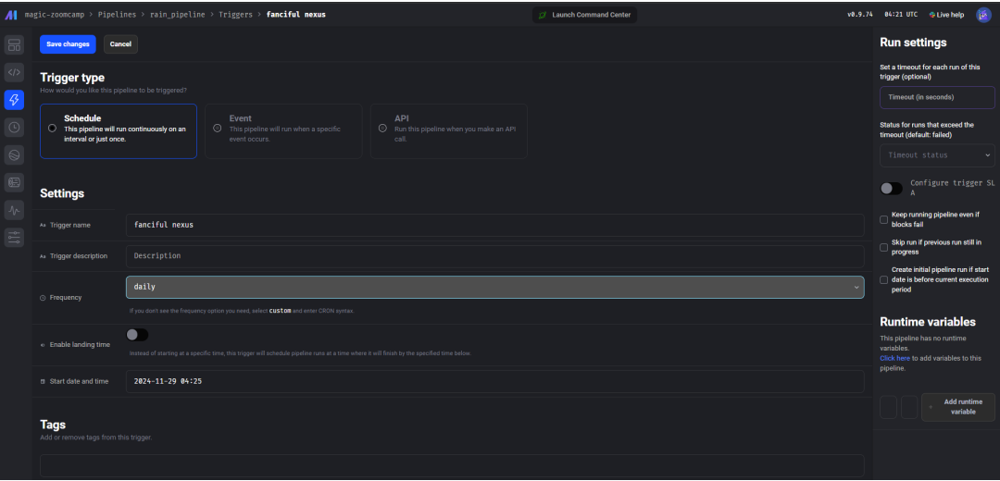 magic-zoomcamp > Pipelines > rain_pipeline > Triggers > fanciful nexus
Launch Command Center
v0.9.74
04:21 UTC
Live help
Save changes
Cancel
Trigger type
How would you like this pipeline to be triggered?
Schedule
This pipeline will run continuously on an
interval or just once.
Event
This pipeline will run when a specific
event occurs.
API
Run this pipeline when you make an API
call.
Settings
Aa Trigger name
fanciful nexus
Aa Trigger description
Description
Frequency
daily
If you don't see the frequency option you need, select custom and enter CRON syntax.
Enable landing time
Instead of starting at a specific time, this trigger will schedule pipeline runs at a time where it will finish by the specified time below.
Start date and time
2024-11-29 04:25
Tags
Add or remove tags from this trigger.
Run settings
Set a timeout for each run of this
trigger (optional)
Timeout (in seconds)
Status for runs that exceed the
timeout (default: failed)
Timeout status
Configure trigger SL
A
Keep running pipeline even if
blocks fail
Skip run if previous run still in
progress
Create initial pipeline run if start
date is before current execution
period
Runtime variables
This pipeline has no runtime
variables.
Click here to add variables to this
pipeline.
Add runtime
variable